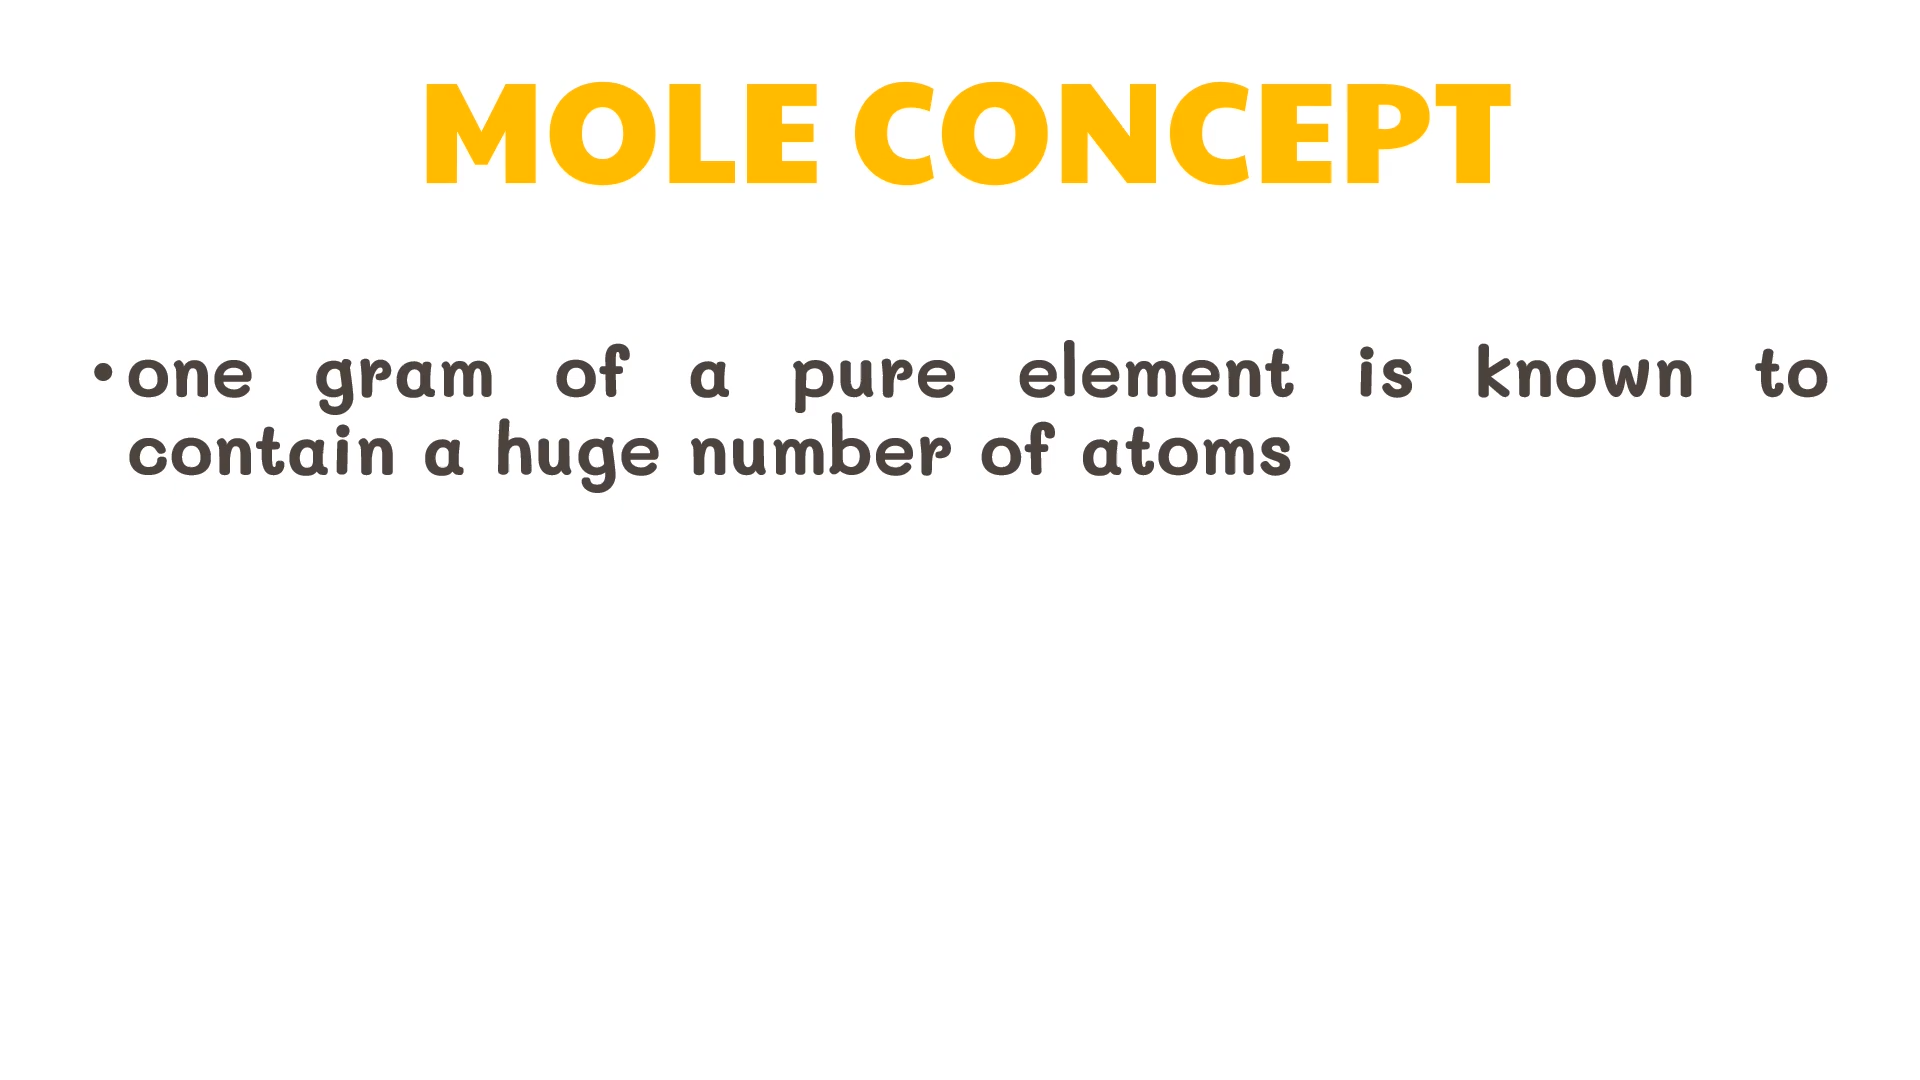 MOLE CONCEPT
• one gram of a pure element is known to
contain a huge number of atoms